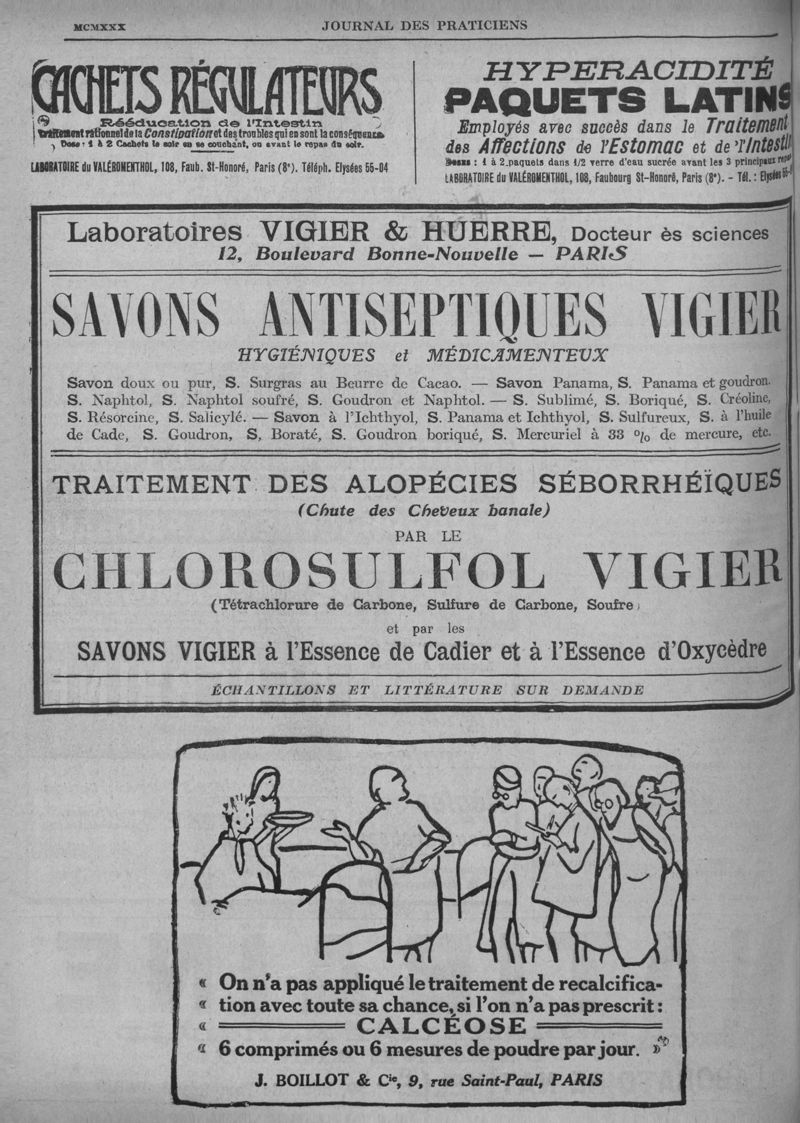 MCMXXX JOURNAL DES PRATICIENS
CACHETS RÉGULATEURS
Rééducation de l'Intestin
Traitement rationnel de la Constipation et des troubles qui en sont la conséquence
Dose : 1 à 2 Cachets le soir en se couchant, ou avant le repas du soir.
LABORATOIRE du VALÉROMENTHOL, 108, Faub. St-Honoré, Paris (8e). Téléph. Elysées 55-04
HYPERACIDITÉ
PAQUETS LATINS
Employés avec succès dans le Traitement
des Affections de l'Estomac et de l'Intestin
Doses : 1 à 2 paquets dans 1/2 verre d'eau sucrée avant les 3 principaux repas
LABORATOIRE du VALÉROMENTHOL, 108, Faubourg St-Honoré, Paris (8e). - Tél. : Elysées 55-
Laboratoires VIGIER & HUERRE, Docteur ès sciences
12, Boulevard Bonne-Nouvelle — PARIS
SAVONS ANTISEPTIQUES VIGIER
HYGIÉNIQUES et MÉDICAMENTEUX
Savon doux ou pur, S. Surgras au Beurre de Cacao. — Savon Panama, S. Panama et goudron.
S. Naphtol, S. Naphtol soufré, S. Goudron et Naphtol. — S. Sublimé, S. Boriqué, S. Créoline,
S. Résorcine, S. Salicylé. — Savon à l'Ichthyol, S. Panama et Ichthyol, S. Sulfureux, S. à l'huile
de Cade, S. Goudron, S, Boraté, S. Goudron boriqué, S. Mercuriel à 33 % de mercure, etc.
TRAITEMENT DES ALOPÉCIES SÉBORRHÉÏQUES
(Chute des Cheveux banale)
PAR LE
CHLOROSULFOL VIGIER
(Tétrachlorure de Carbone, Sulfure de Carbone, Soufre)
et par les
SAVONS VIGIER à l'Essence de Cadier et à l'Essence d'Oxycèdre
ÉCHANTILLONS ET LITTÉRATURE SUR DEMANDE
« On n'a pas appliqué le traitement de recalcifica-
« tion avec toute sa chance, si l'on n'a pas prescrit :
« CALCÉOSE
« 6 comprimés ou 6 mesures de poudre par jour. »
J. BOILLOT & Cie, 9, rue Saint-Paul, PARIS